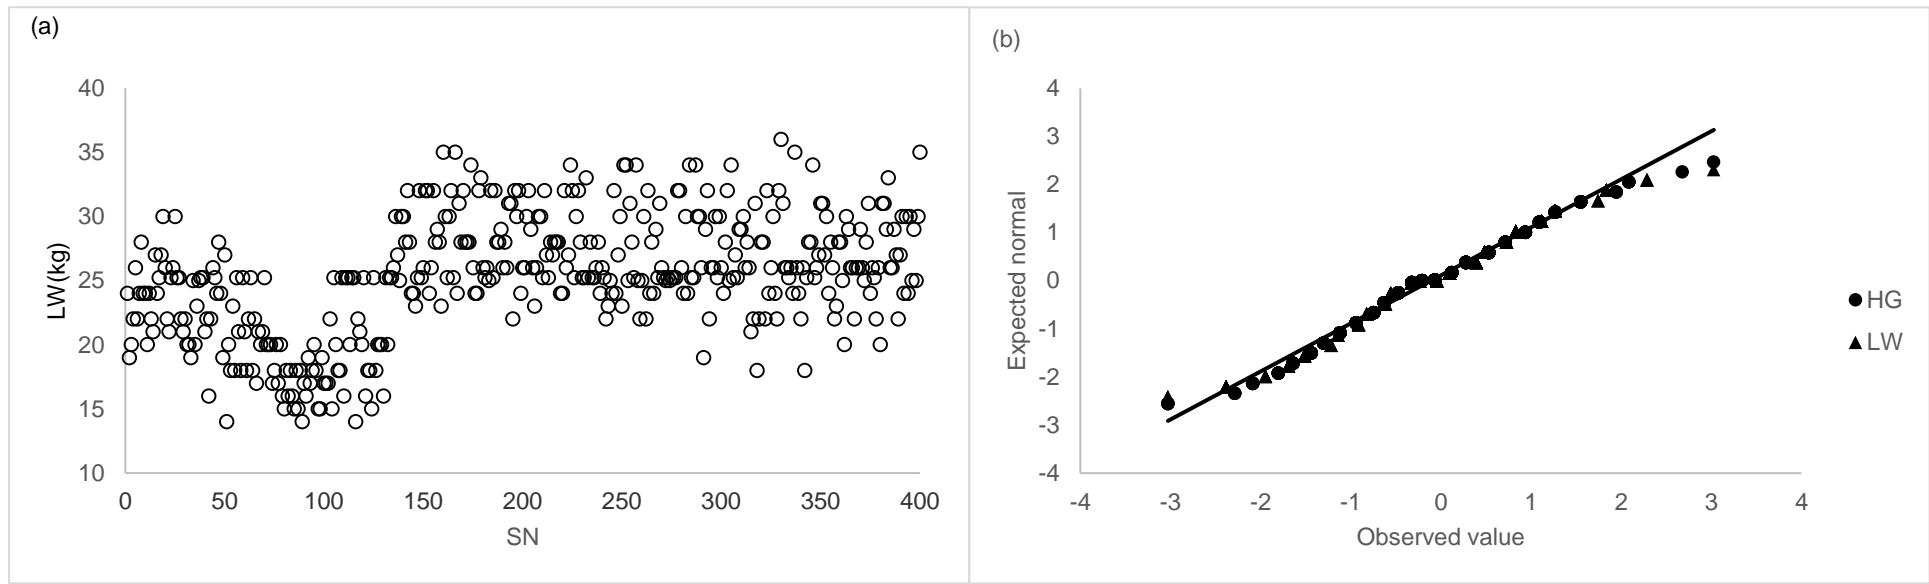 (a)
40
35
30
25
20
15
10
LW(kg)
0 50 100 150 200 250 300 350 400
SN
(b)
4
3
2
1
0
-1
-2
-3
-4
Expected normal
-4 -3 -2 -1 0 1 2 3 4
Observed value
HG
LW